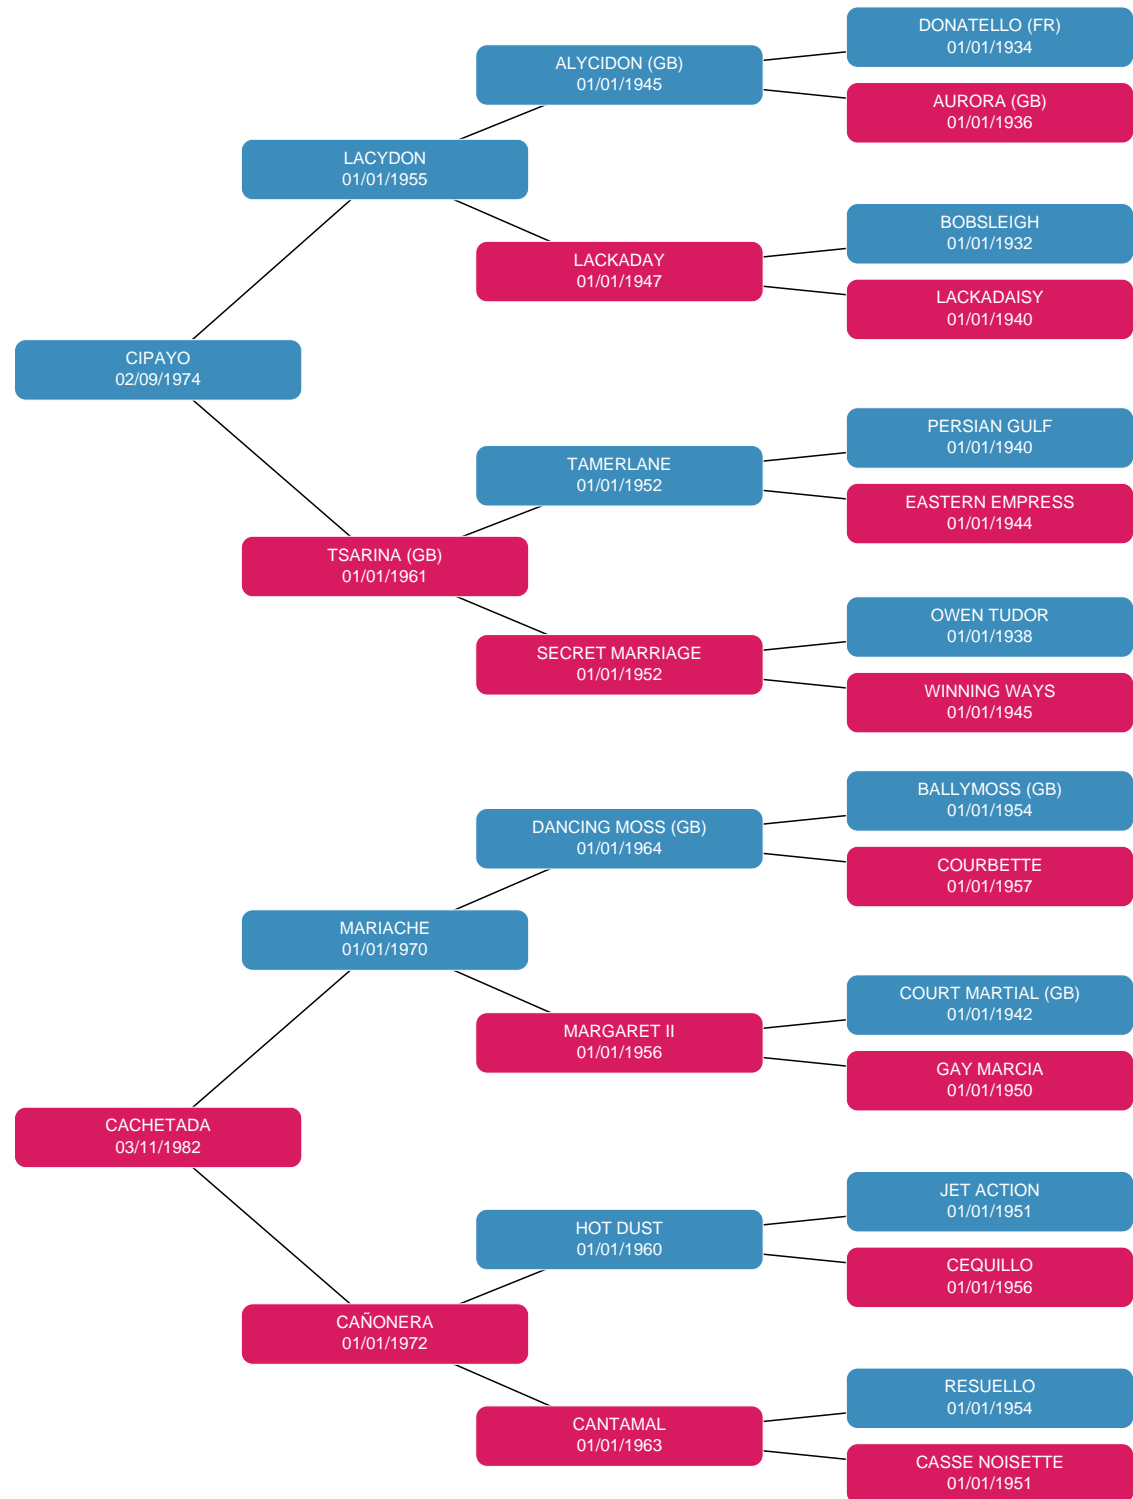 DONATELLO (FR)
01/01/1934
ALYCIDON (GB)
01/01/1945
AURORA (GB)
01/01/1936
LACYDON
01/01/1955
BOBSLEIGH
01/01/1932
LACKADAY
01/01/1947
LACKADAISY
01/01/1940
CIPAYO
02/09/1974
PERSIAN GULF
01/01/1940
TAMERLANE
01/01/1952
EASTERN EMPRESS
01/01/1944
TSARINA (GB)
01/01/1961
OWEN TUDOR
01/01/1938
SECRET MARRIAGE
01/01/1952
WINNING WAYS
01/01/1945
BALLYMOSS (GB)
01/01/1954
DANCING MOSS (GB)
01/01/1964
COURBETTE
01/01/1957
MARIACHE
01/01/1970
COURT MARTIAL (GB)
01/01/1942
MARGARET II
01/01/1956
GAY MARCIA
01/01/1950
CACHETADA
03/11/1982
JET ACTION
01/01/1951
HOT DUST
01/01/1960
CEQUILLO
01/01/1956
CAÑONERA
01/01/1972
RESUELLO
01/01/1954
CANTAMAL
01/01/1963
CASSE NOISETTE
01/01/1951